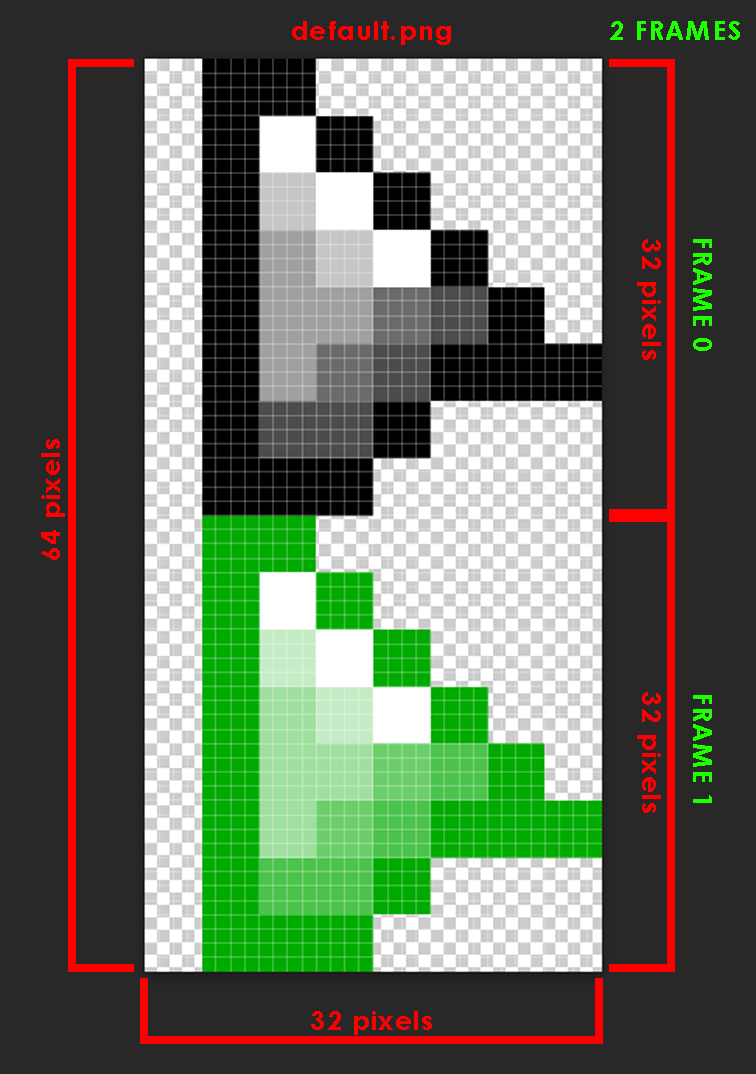 default.png
2 FRAMES
64 pixels
32 pixels
FRAME 0
32 pixels
FRAME 1
32 pixels